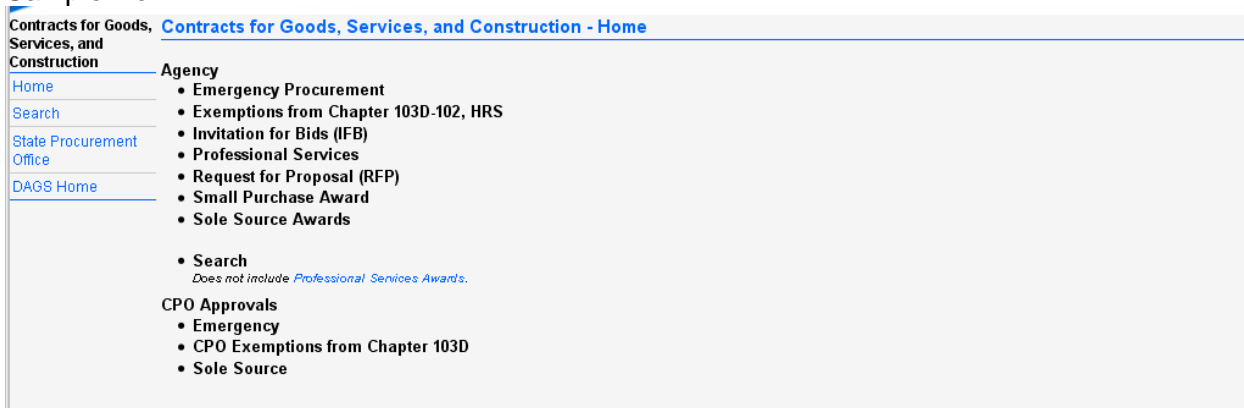 Contracts for Goods,
Services, and
Construction
Home
Search
State Procurement
Office
DAGS Home
Contracts for Goods, Services, and Construction - Home
Agency
• Emergency Procurement
• Exemptions from Chapter 103D-102, HRS
• Invitation for Bids (IFB)
• Professional Services
• Request for Proposal (RFP)
• Small Purchase Award
• Sole Source Awards
• Search
Does not include Professional Services Awards.
CPO Approvals
• Emergency
• CPO Exemptions from Chapter 103D
• Sole Source